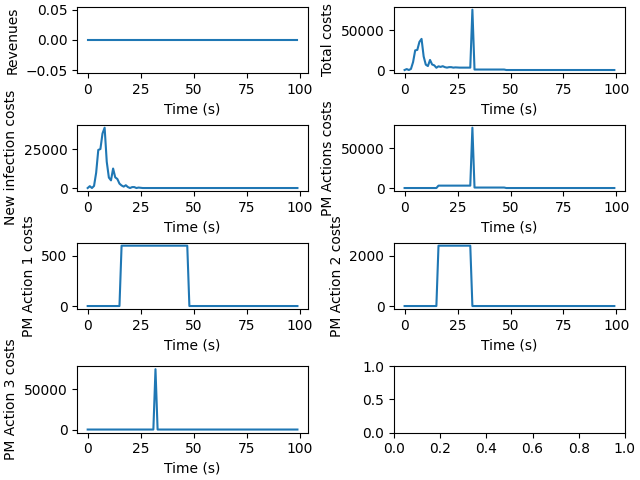 Revenues
0.05
0.00
−0.05
0 25 50 75 100
Time (s)
Total costs
50000
0
0 25 50 75 100
Time (s)
New infection costs
25000
0
0 25 50 75 100
Time (s)
PM Actions costs
50000
0
0 25 50 75 100
Time (s)
PM Action 1 costs
500
0
0 25 50 75 100
Time (s)
PM Action 2 costs
2000
0
0 25 50 75 100
Time (s)
PM Action 3 costs
50000
0
0 25 50 75 100
Time (s)
1.0
0.5
0.0
0.0 0.2 0.4 0.6 0.8 1.0